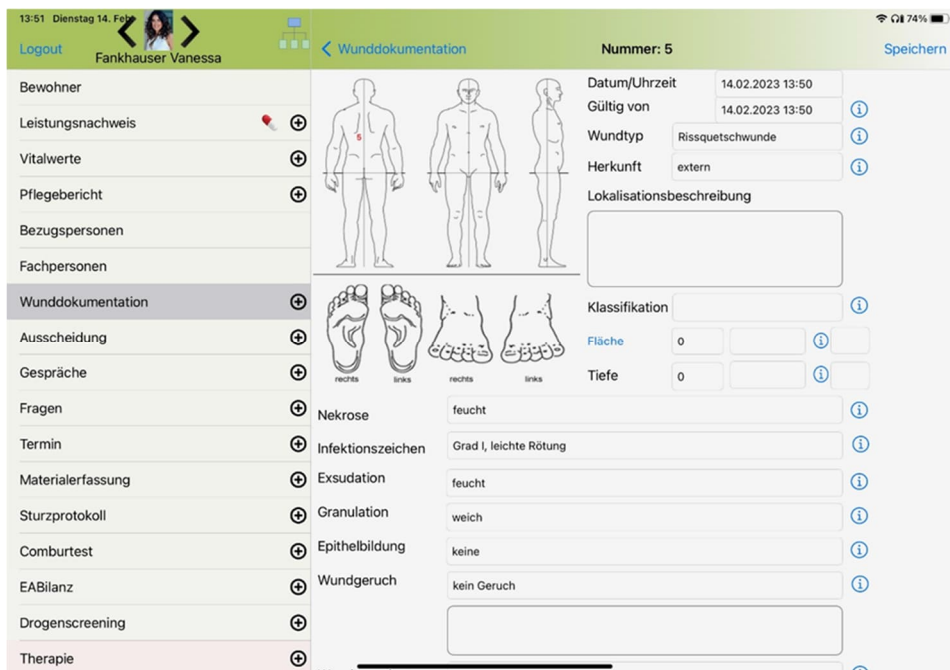 13:51 Dienstag 14. Feb
74%
Logout
Fankhauser Vanessa
Wunddokumentation
Nummer: 5
Speichern
Bewohner
Leistungsnachweis
Vitalwerte
Pflegebericht
Bezugspersonen
Fachpersonen
Wunddokumentation
Ausscheidung
Gespräche
Fragen
Termin
Materialerfassung
Sturzprotokoll
Comburtest
EABilanz
Drogenscreening
Therapie
5
rechts links rechts links
Datum/Uhrzeit 14.02.2023 13:50
Gültig von 14.02.2023 13:50
Wundtyp Rissquetschwunde
Herkunft extern
Lokalisationsbeschreibung
Klassifikation
Fläche 0
Tiefe 0
Nekrose feucht
Infektionszeichen Grad I, leichte Rötung
Exsudation feucht
Granulation weich
Epithelbildung keine
Wundgeruch kein Geruch